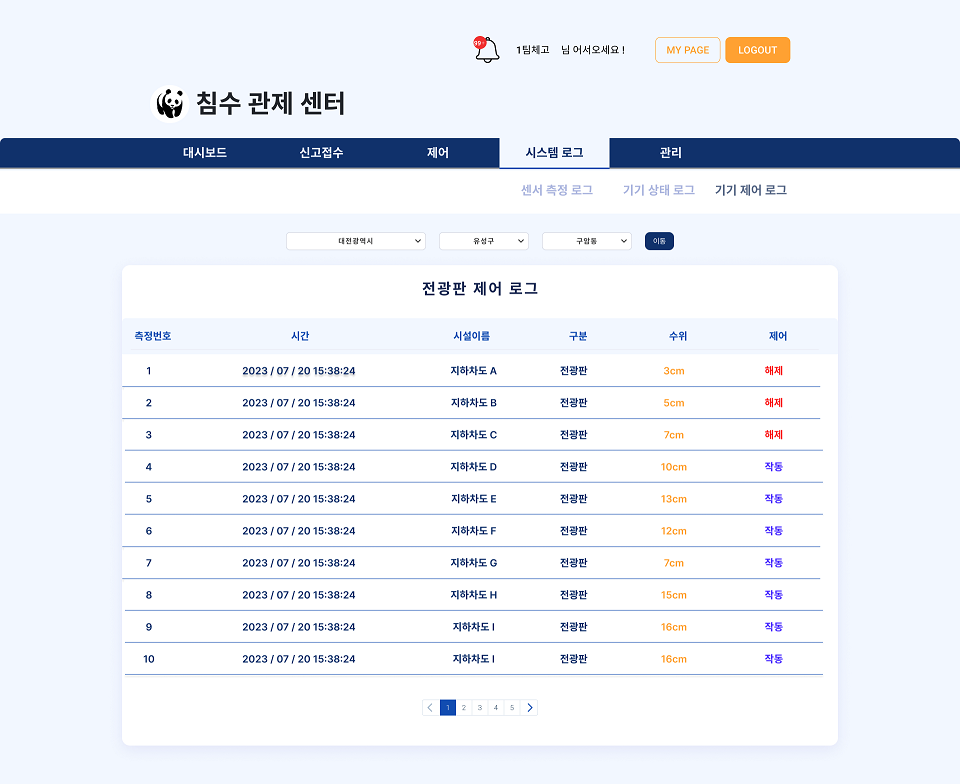 99+
1팀체고 님 어서오세요 !
MY PAGE
LOGOUT
침수 관제 센터
대시보드 신고접수 제어 시스템 로그 관리
센서 측정 로그 기기 상태 로그 기기 제어 로그
대전광역시 유성구 구암동 이동
전광판 제어 로그
측정번호 시간 시설이름 구분 수위 제어
1 2023 / 07 / 20 15:38:24 지하차도 A 전광판 3cm 해제
2 2023 / 07 / 20 15:38:24 지하차도 B 전광판 5cm 해제
3 2023 / 07 / 20 15:38:24 지하차도 C 전광판 7cm 해제
4 2023 / 07 / 20 15:38:24 지하차도 D 전광판 10cm 작동
5 2023 / 07 / 20 15:38:24 지하차도 E 전광판 13cm 작동
6 2023 / 07 / 20 15:38:24 지하차도 F 전광판 12cm 작동
7 2023 / 07 / 20 15:38:24 지하차도 G 전광판 7cm 작동
8 2023 / 07 / 20 15:38:24 지하차도 H 전광판 15cm 작동
9 2023 / 07 / 20 15:38:24 지하차도 I 전광판 16cm 작동
10 2023 / 07 / 20 15:38:24 지하차도 I 전광판 16cm 작동
1 2 3 4 5